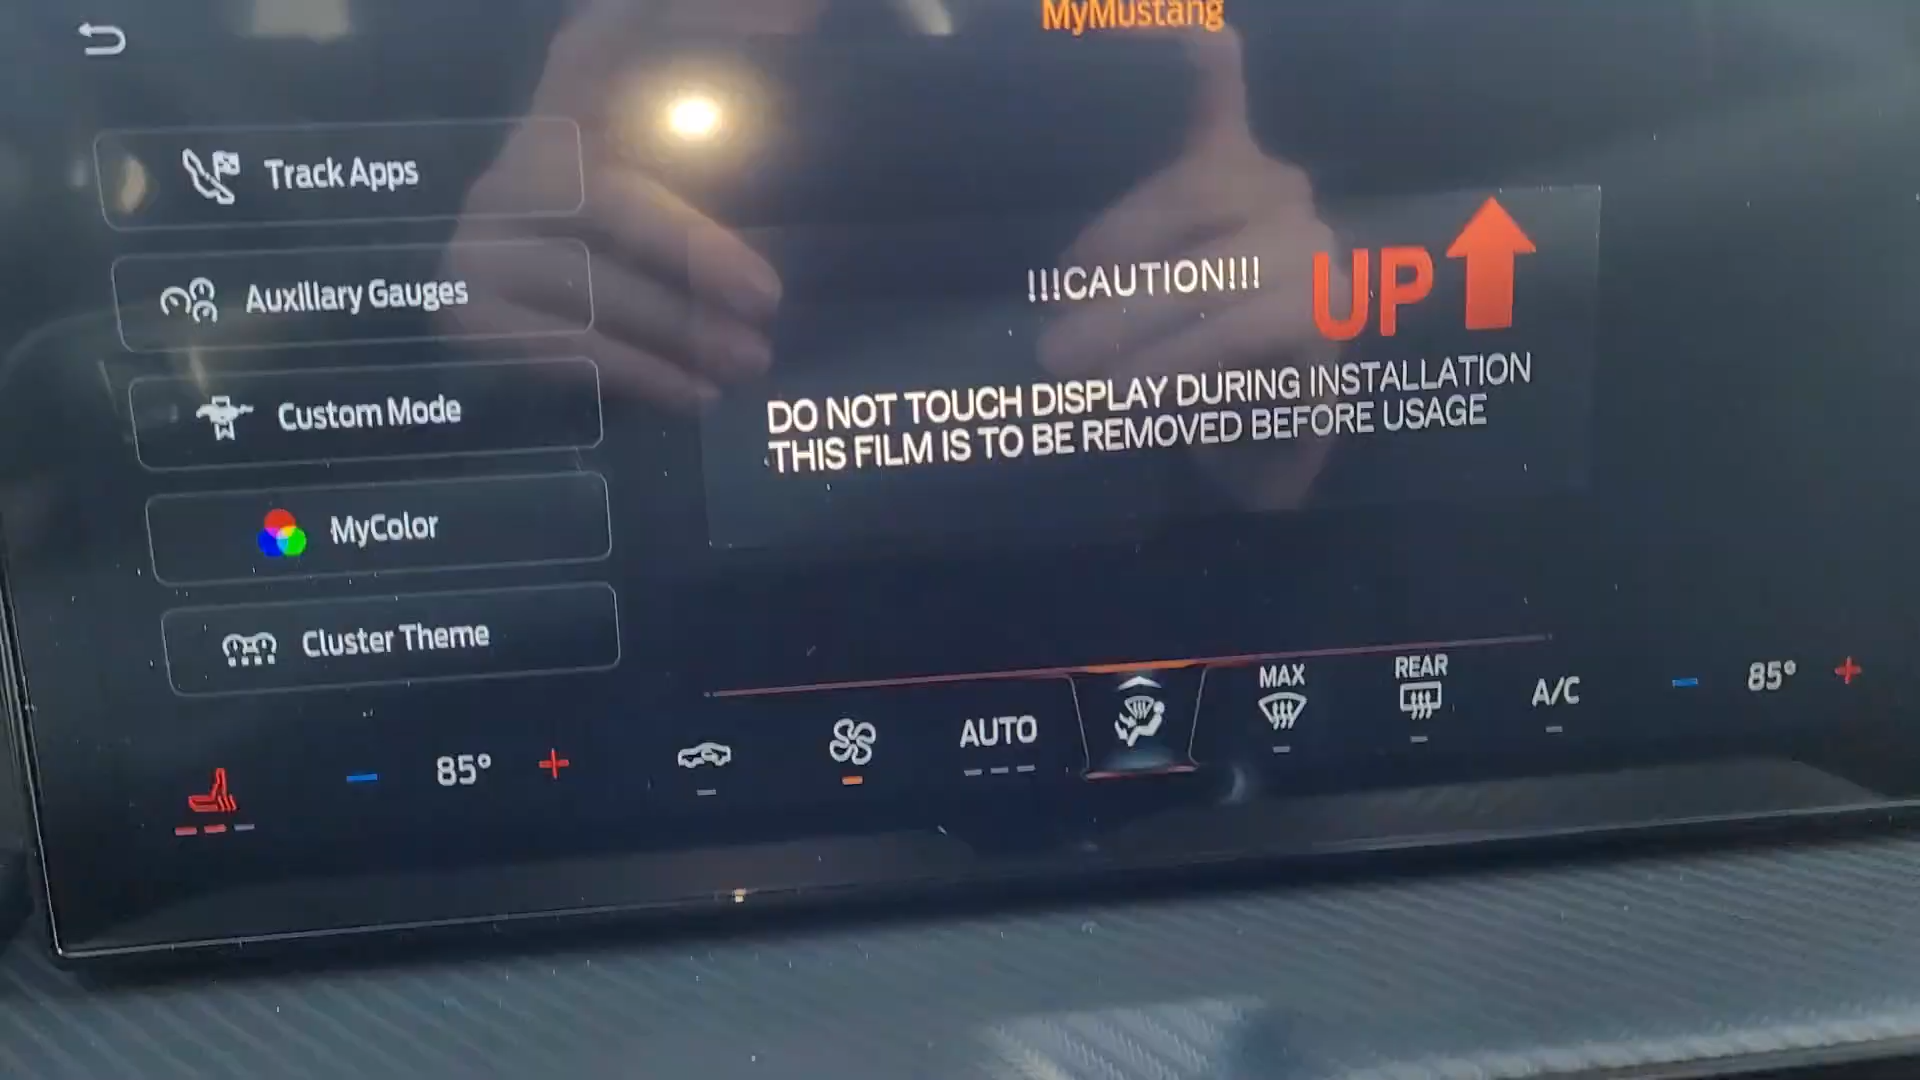 MyMustang
Track Apps
Auxiliary Gauges
Custom Mode
MyColor
Cluster Theme
!!!CAUTION!!!
UP
DO NOT TOUCH DISPLAY DURING INSTALLATION
THIS FILM IS TO BE REMOVED BEFORE USAGE
85°
AUTO
MAX
REAR
A/C
85°